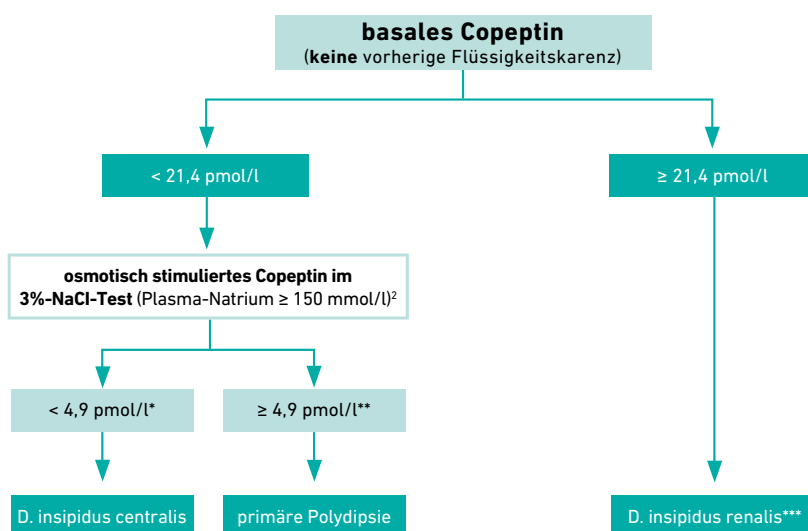 basales Copeptin
(keine vorherige Flüssigkeitskarenz)
< 21,4 pmol/l
≥ 21,4 pmol/l
osmotisch stimuliertes Copeptin im
3%-NaCl-Test (Plasma-Natrium ≥ 150 mmol/l)²
< 4,9 pmol/l*
≥ 4,9 pmol/l**
D. insipidus centralis
primäre Polydipsie
D. insipidus renalis***